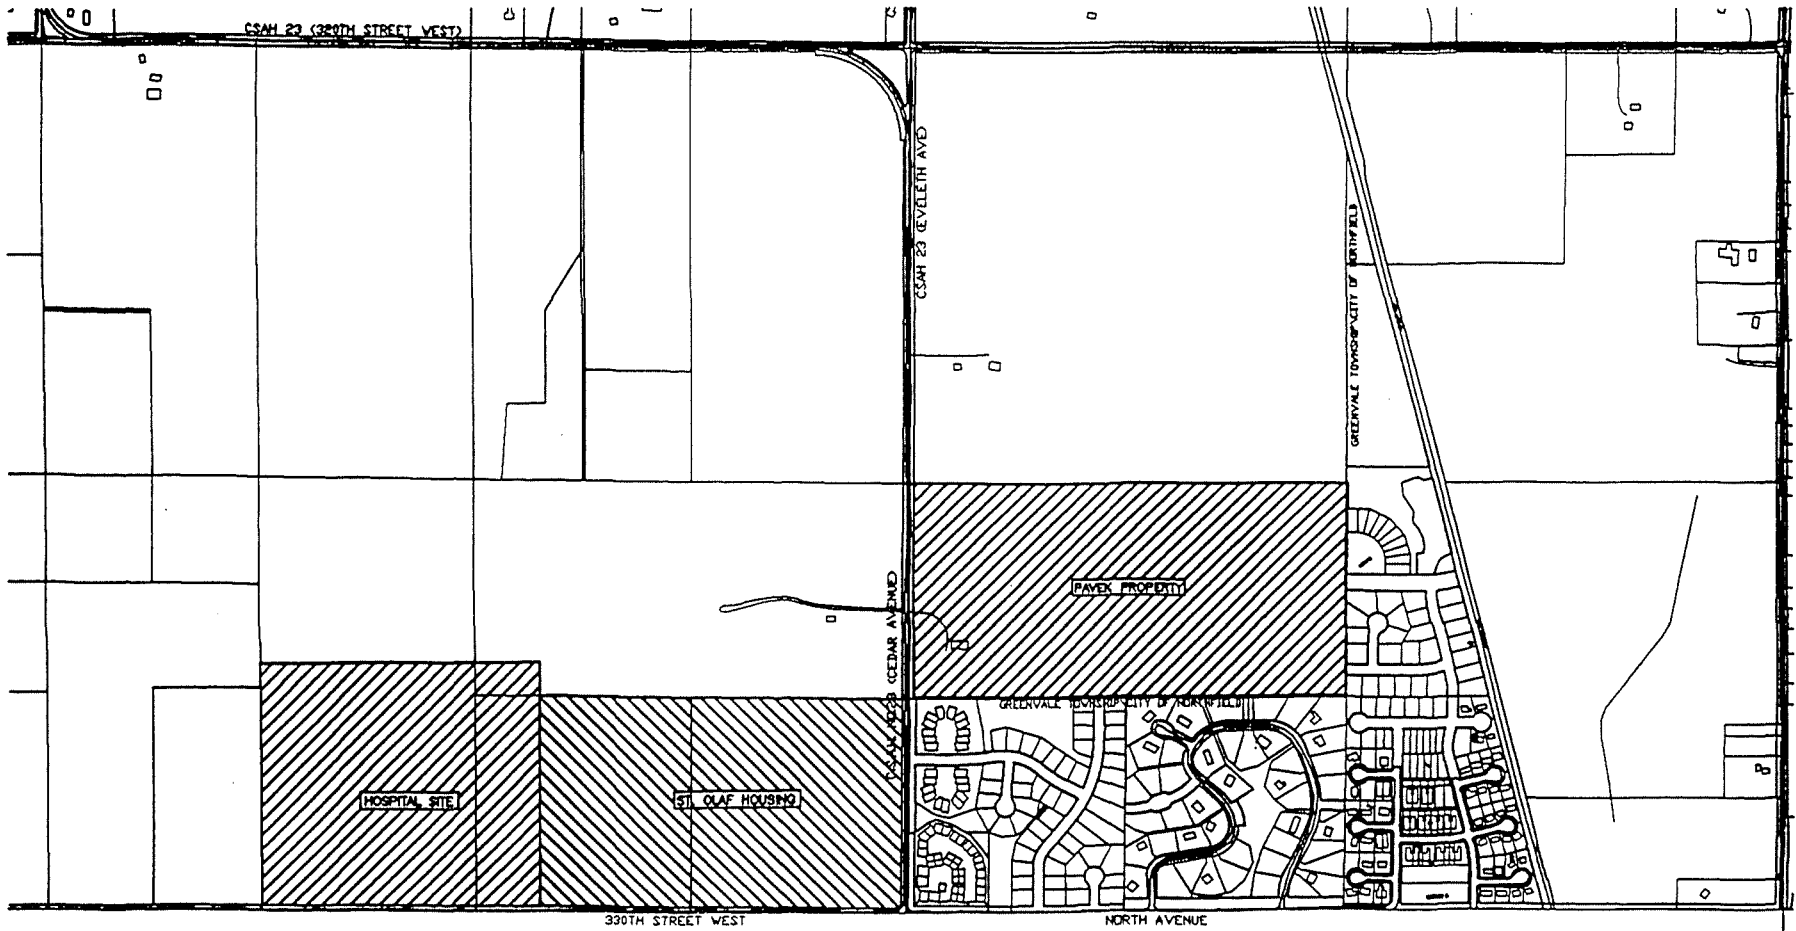 CSAH 23 (320TH STREET WEST)
CSAH 23 (EVELETH AVE)
GREENVALE TOWNSHIP\CITY OF NORTHFIELD
PAVEK PROPERTY
CSAH NO.23 (CEDAR AVENUE)
GREENVALE TOWNSHIP\CITY OF NORTHFIELD
HOSPITAL SITE
ST. OLAF HOUSING
330TH STREET WEST
NORTH AVENUE